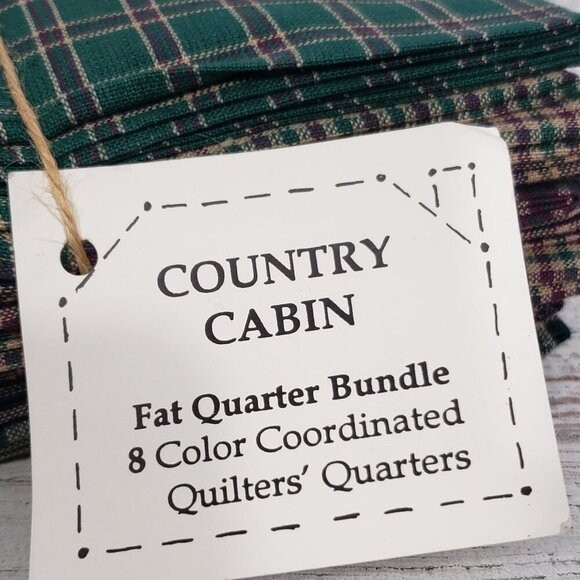 COUNTRY
CABIN
Fat Quarter Bundle
8 Color Coordinated
Quilters' Quarters